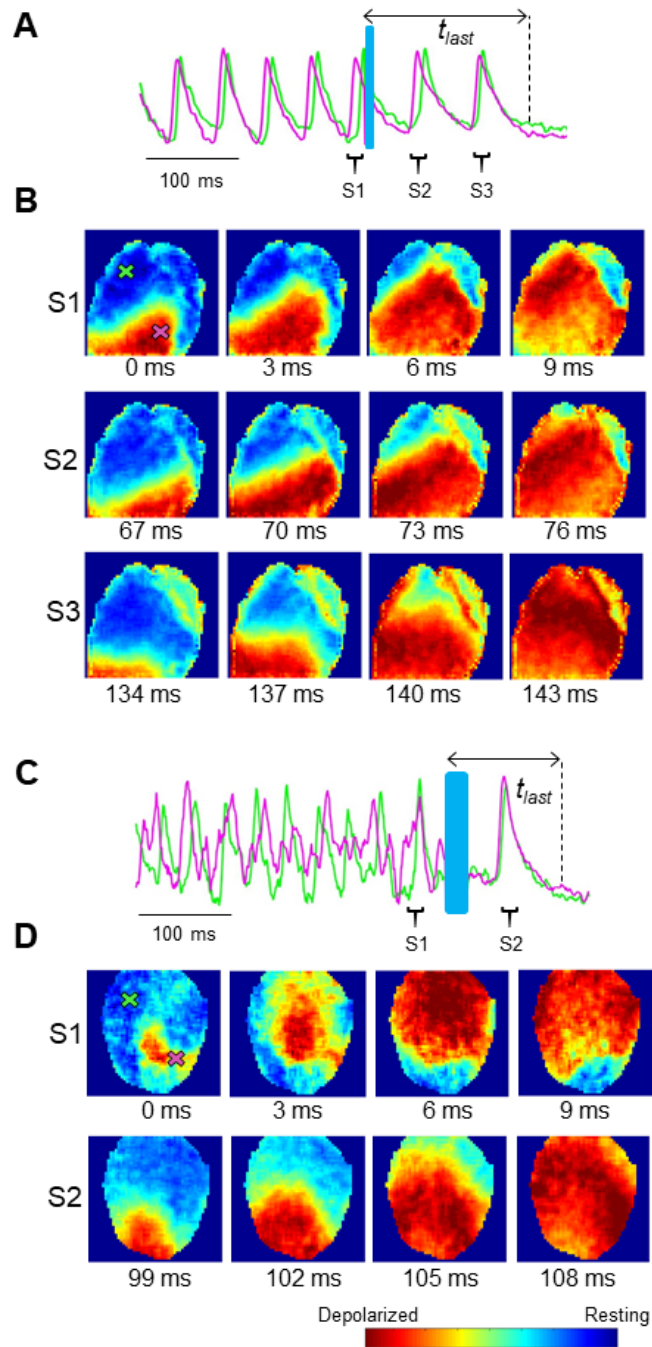 A
t_last
100 ms
S1 S2 S3
B
S1
0 ms 3 ms 6 ms 9 ms
S2
67 ms 70 ms 73 ms 76 ms
S3
134 ms 137 ms 140 ms 143 ms
C
t_last
100 ms
S1 S2
D
S1
0 ms 3 ms 6 ms 9 ms
S2
99 ms 102 ms 105 ms 108 ms
Depolarized Resting